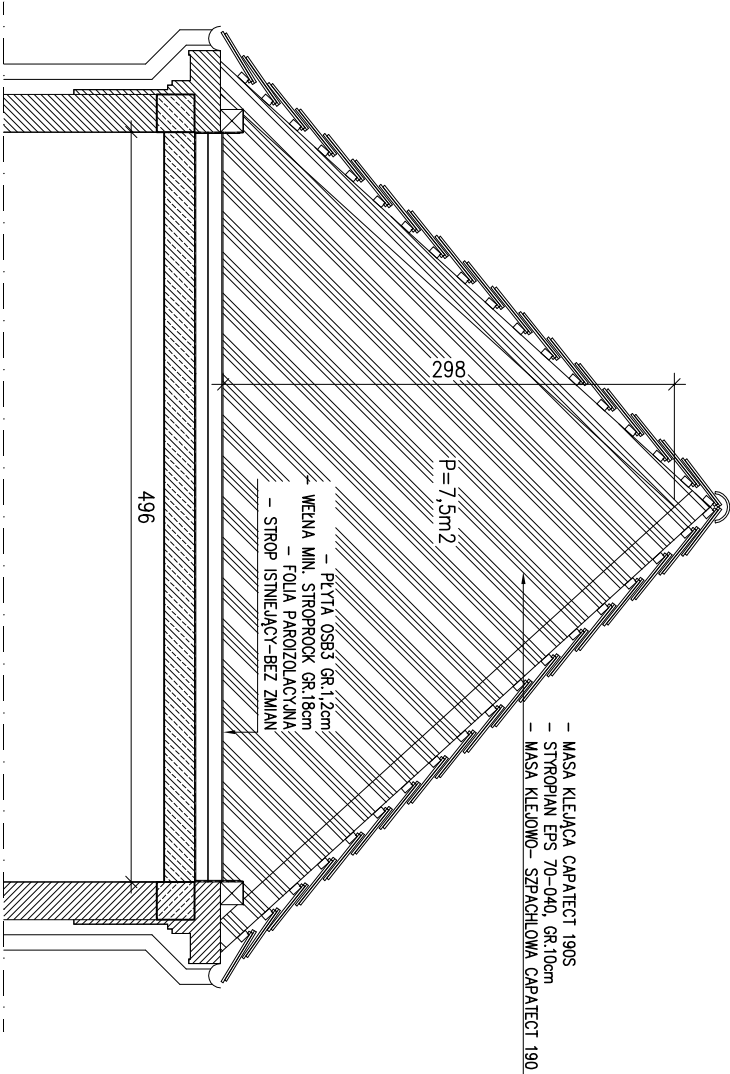 298
P=7,5m2
- MASA KLEJĄCA CAPATECT 190S
- STYROPIAN EPS 70-040, GR.10cm
- MASA KLEJOWO- SZPACHLOWA CAPATECT 190
- PŁYTA OSB3 GR.1,2cm
- WEŁNA MIN. STROPROCK GR.18cm
- FOLIA PAROIZOLACYJNA
- STROP ISTNIEJĄCY-BEZ ZMIAN
496